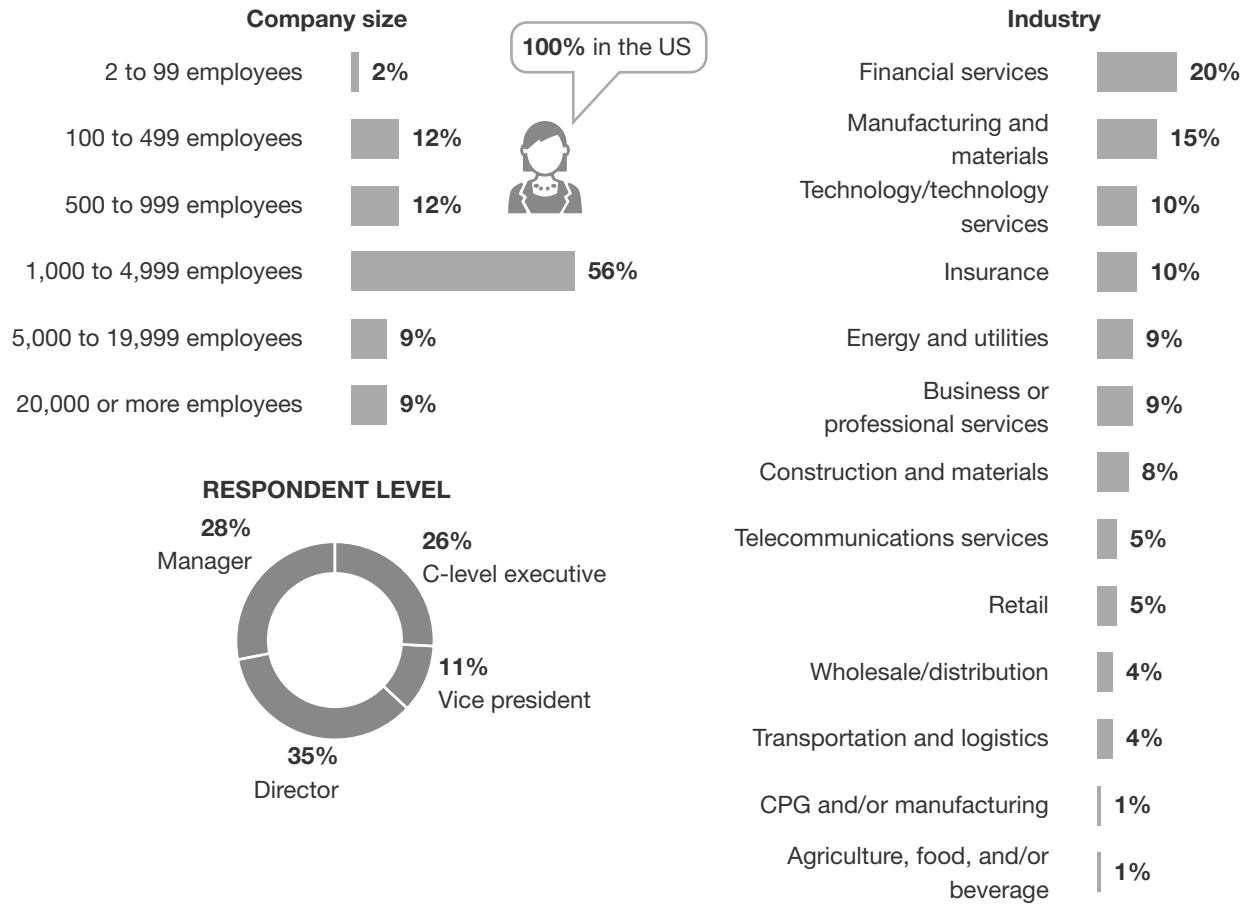 Company size
2 to 99 employees 2%
100 to 499 employees 12%
500 to 999 employees 12%
1,000 to 4,999 employees 56%
5,000 to 19,999 employees 9%
20,000 or more employees 9%
100% in the US
RESPONDENT LEVEL
28%
Manager
26%
C-level executive
11%
Vice president
35%
Director
Industry
Financial services 20%
Manufacturing and
materials 15%
Technology/technology
services 10%
Insurance 10%
Energy and utilities 9%
Business or
professional services 9%
Construction and materials 8%
Telecommunications services 5%
Retail 5%
Wholesale/distribution 4%
Transportation and logistics 4%
CPG and/or manufacturing 1%
Agriculture, food, and/or
beverage 1%